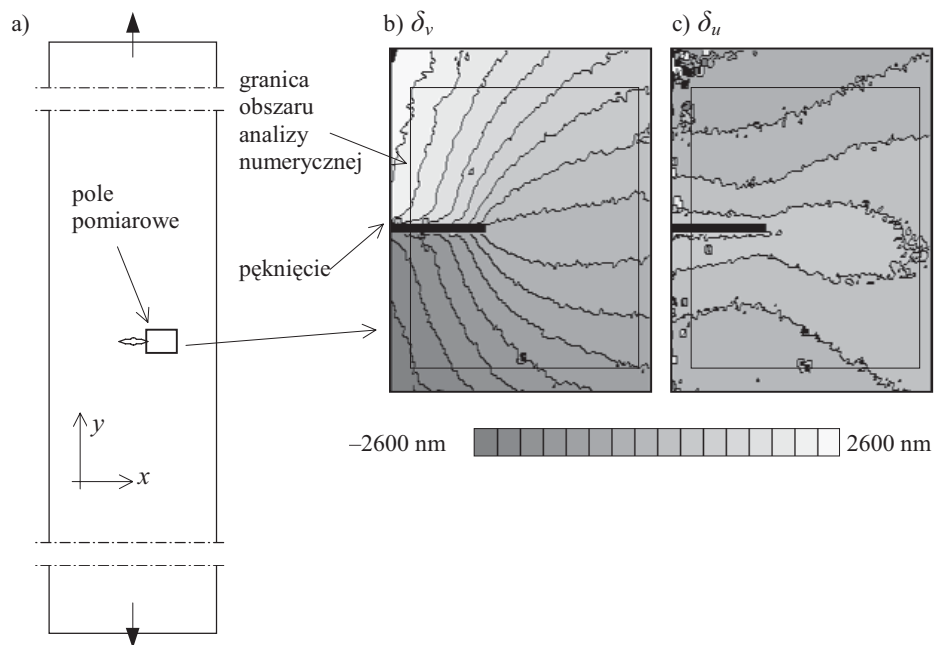 a)
b) δv
c) δu
granica
obszaru
analizy
numerycznej
pole
pomiarowe
pęknięcie
y
x
–2600 nm
2600 nm